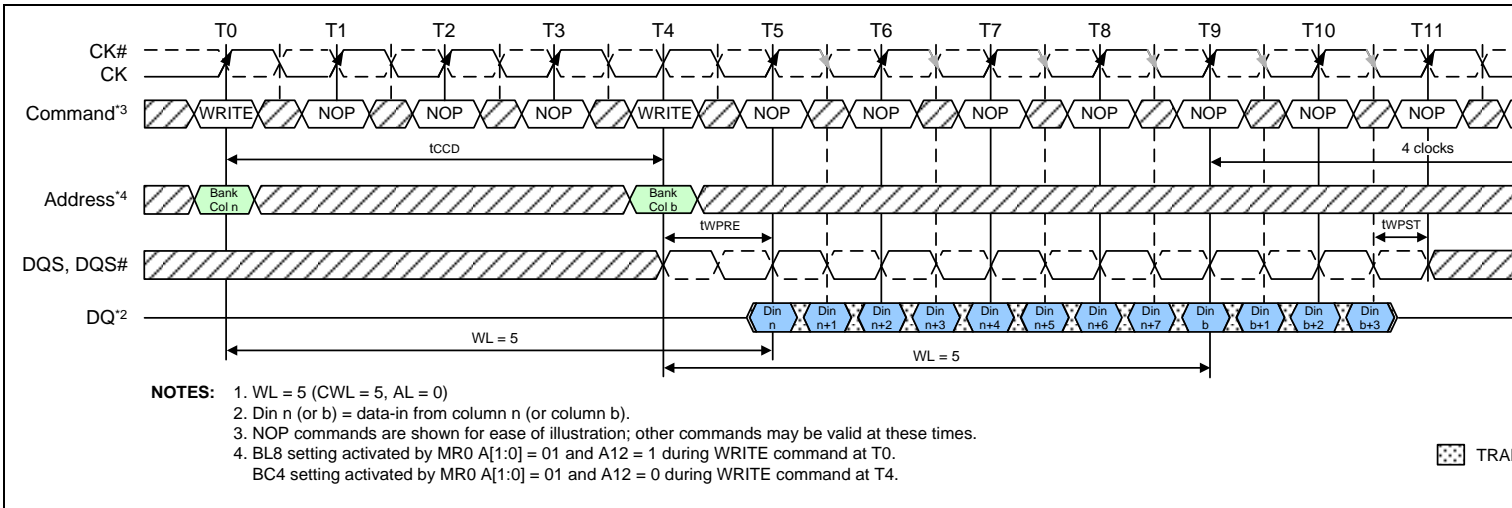 T0 T1 T2 T3 T4 T5 T6 T7 T8 T9 T10 T11
CK#
CK
Command*3 WRITE NOP NOP NOP WRITE NOP NOP NOP NOP NOP NOP NOP
tCCD 4 clocks
Address*4 Bank Col n Bank Col b
tWPRE tWPST
DQS, DQS#
DQ*2 Din n Din n+1 Din n+2 Din n+3 Din n+4 Din n+5 Din n+6 Din n+7 Din b Din b+1 Din b+2 Din b+3
WL = 5
WL = 5
NOTES: 1. WL = 5 (CWL = 5, AL = 0)
2. Din n (or b) = data-in from column n (or column b).
3. NOP commands are shown for ease of illustration; other commands may be valid at these times.
4. BL8 setting activated by MR0 A[1:0] = 01 and A12 = 1 during WRITE command at T0.
BC4 setting activated by MR0 A[1:0] = 01 and A12 = 0 during WRITE command at T4.